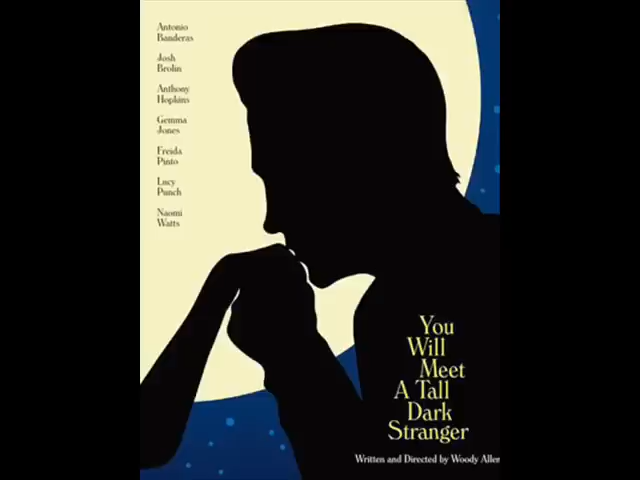 Antonio
Banderas
Josh
Brolin
Anthony
Hopkins
Gemma
Jones
Freida
Pinto
Lucy
Punch
Naomi
Watts
You
Will
Meet
A Tall
Dark
Stranger
Written and Directed by Woody Allen